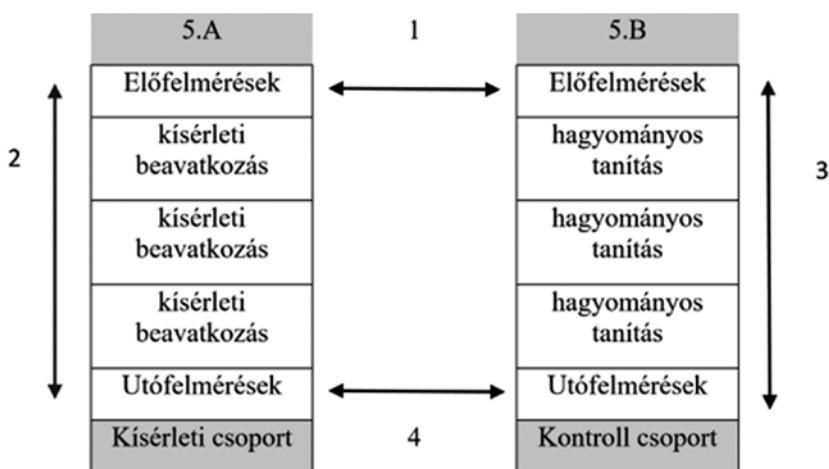 5.A 1 5.B
Előfelmérések Előfelmérések
kísérleti hagyományos
2 beavatkozás tanítás 3
kísérleti hagyományos
beavatkozás tanítás
kísérleti hagyományos
beavatkozás tanítás
Utófelmérések Utófelmérések
Kísérleti csoport 4 Kontroll csoport